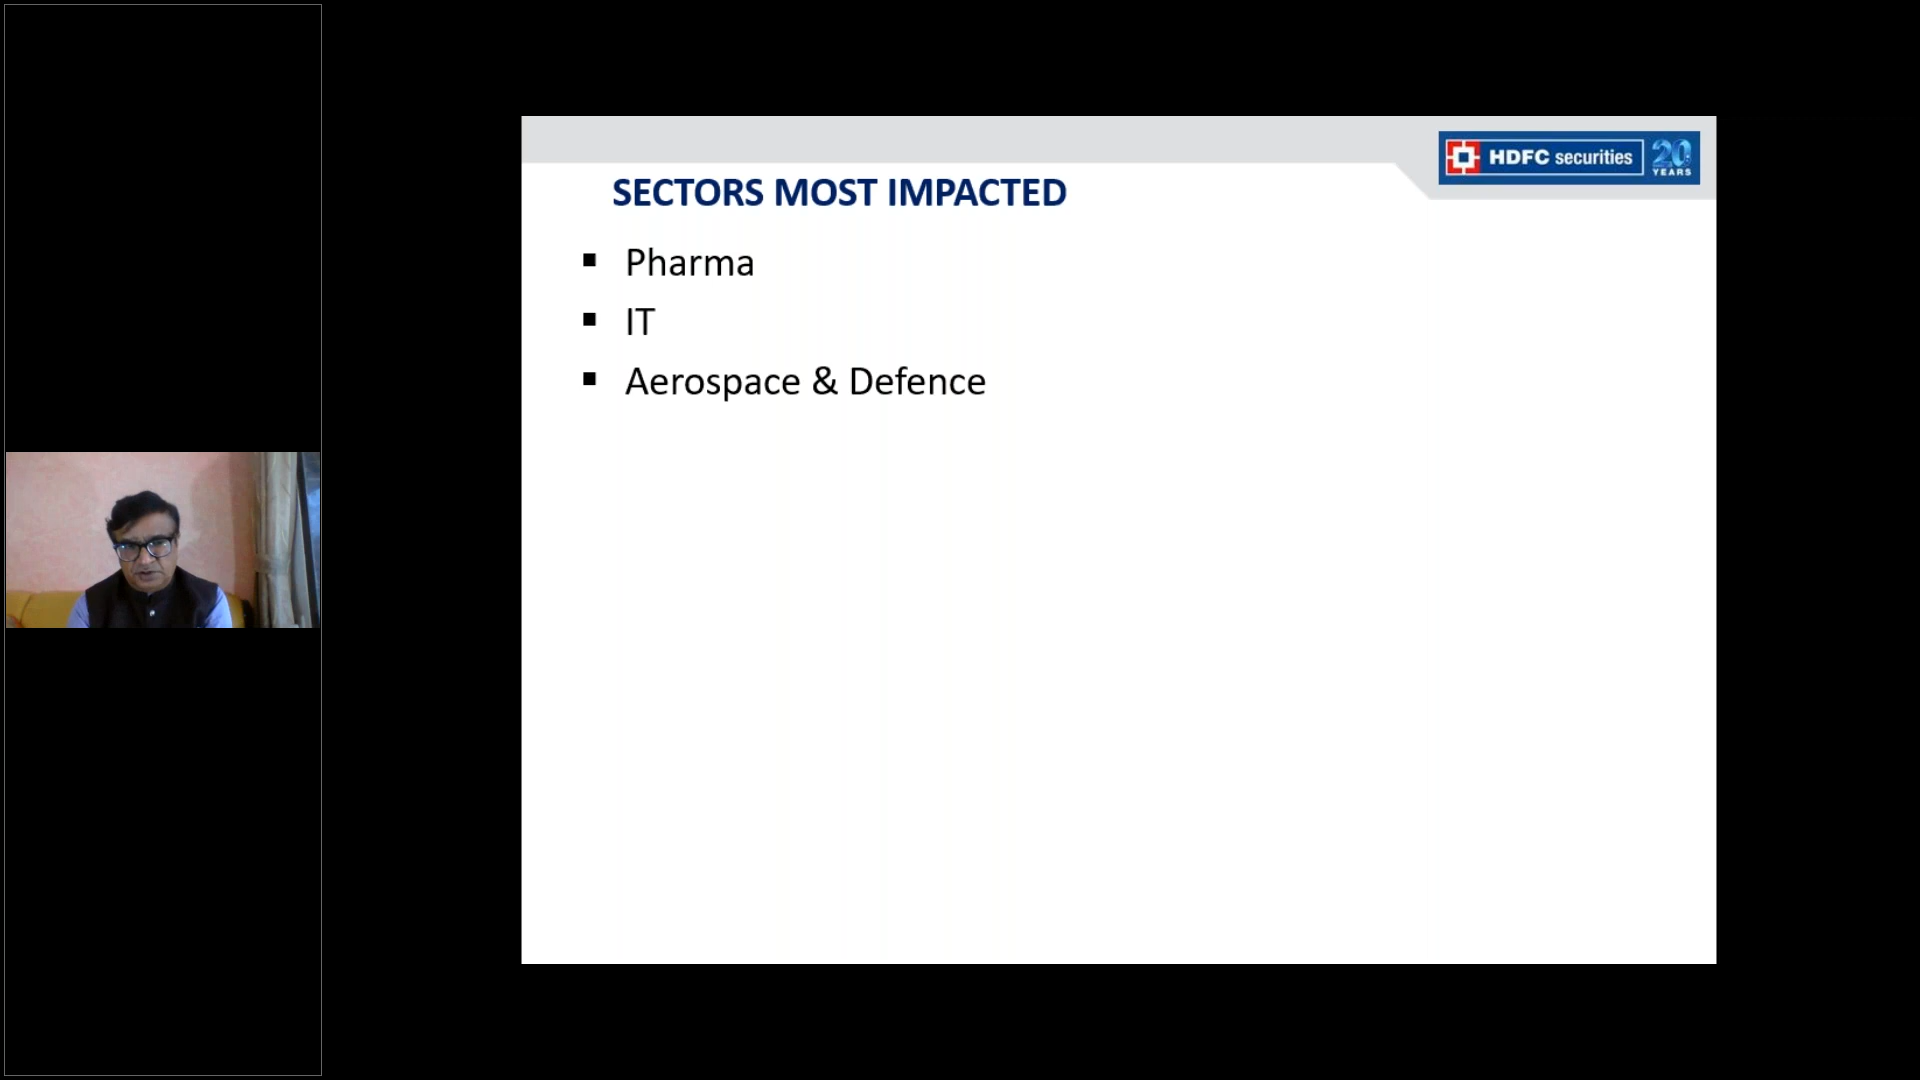 HDFC securities
20
YEARS
SECTORS MOST IMPACTED
▪ Pharma
▪ IT
▪ Aerospace & Defence